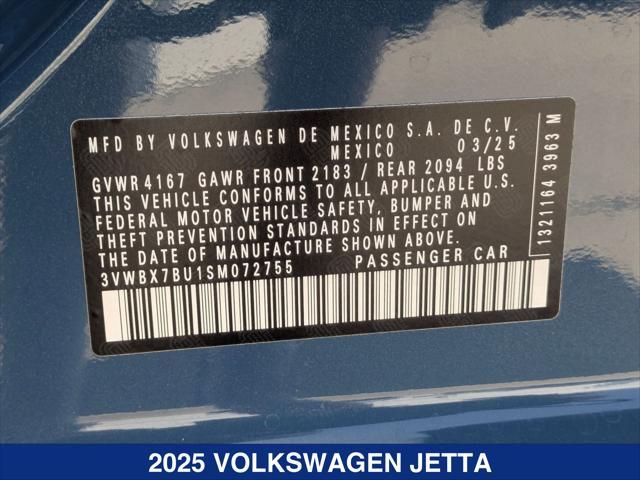 MFD BY VOLKSWAGEN DE MEXICO S.A. DE C.V.
MEXICO 03/25
GVWR 4167 GAWR FRONT 2183 / REAR 2094 LBS
THIS VEHICLE CONFORMS TO ALL APPLICABLE U.S.
FEDERAL MOTOR VEHICLE SAFETY, BUMPER AND
THEFT PREVENTION STANDARDS IN EFFECT ON
THE DATE OF MANUFACTURE SHOWN ABOVE.
3VWBX7BU1SM072755 PASSENGER CAR
1321164 3963 M
2025 VOLKSWAGEN JETTA